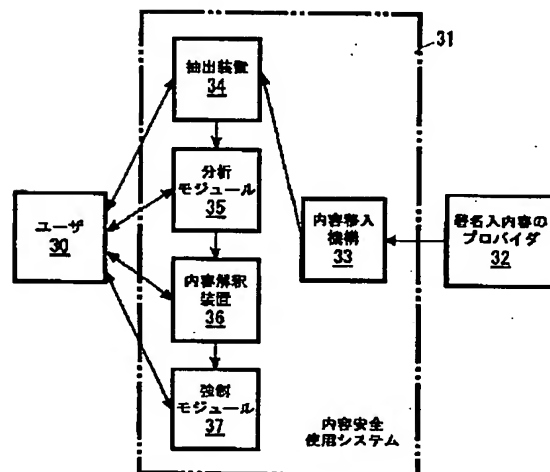 31
抽出装置
34
分析
モジュール
35
ユーザ
30
内容移入
機構
33
署名入内容の
プロバイダ
32
内容解釈
装置
36
強制
モジュール
37
内容安全
使用システム